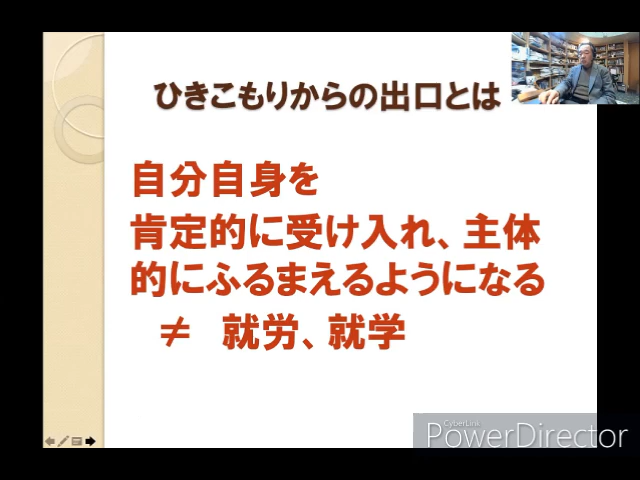 ひきこもりからの出口とは
自分自身を
肯定的に受け入れ、主体
的にふるまえるようになる
≠ 就労、就学
CyberLink
PowerDirector